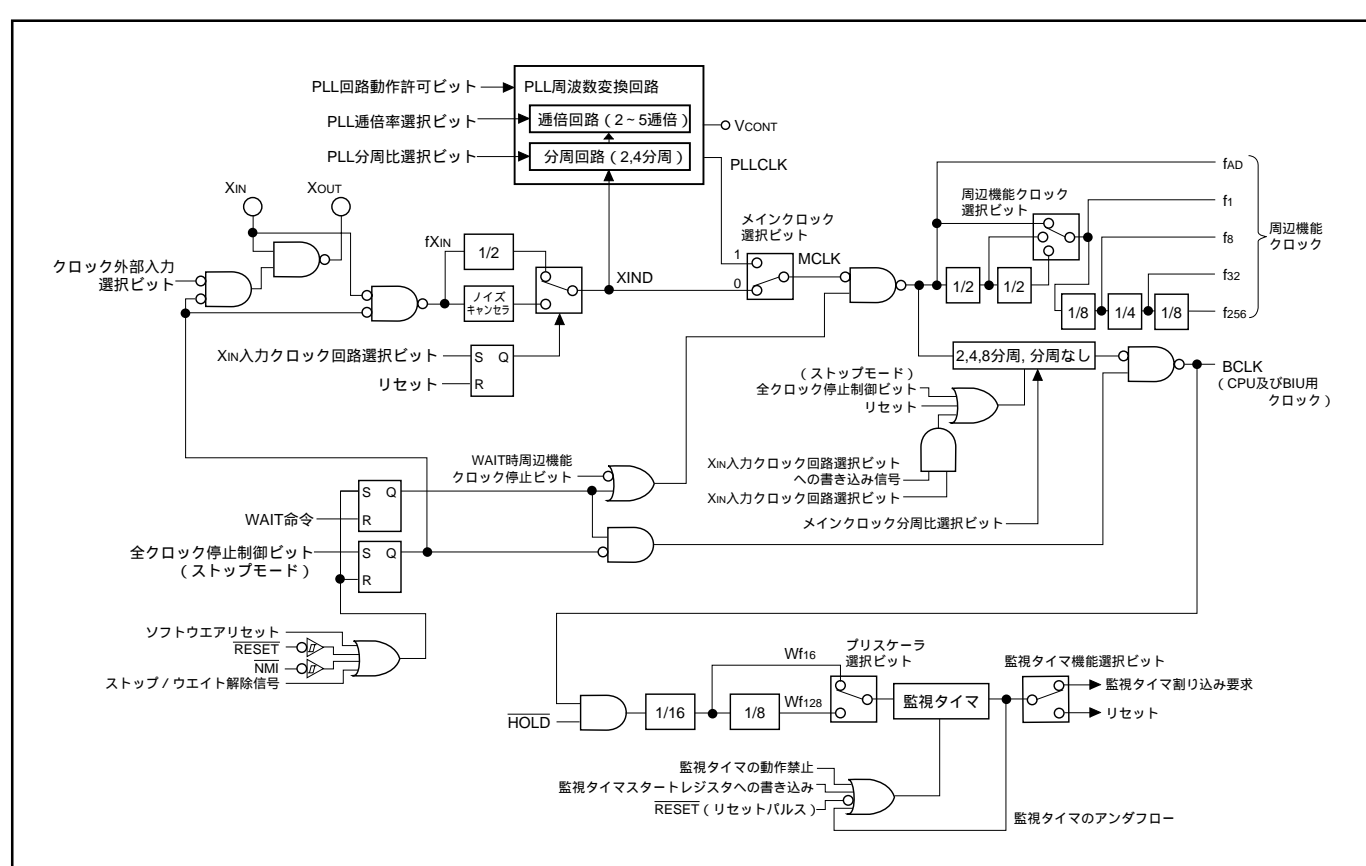 PLL回路動作許可ビット
PLL周波数変換回路
PLL逓倍率選択ビット
逓倍回路(2~5逓倍)
VCONT
PLL分周比選択ビット
分周回路(2,4分周)
PLLCLK
fAD
XIN
XOUT
周辺機能クロック
選択ビット
f1
周辺機能
クロック
メインクロック
選択ビット
fXIN
1/2
f8
クロック外部入力
選択ビット
1
MCLK
XIND
0
f32
ノイズ
キャンセラ
1/2
1/2
1/8
1/4
1/8
f256
XIN入力クロック回路選択ビット
S Q
リセット
R
2,4,8分周, 分周なし
BCLK
(CPU及びBIU用
クロック)
(ストップモード)
全クロック停止制御ビット
リセット
WAIT時周辺機能
クロック停止ビット
XIN入力クロック回路選択ビット
への書き込み信号
XIN入力クロック回路選択ビット
S Q
WAIT命令
R
メインクロック分周比選択ビット
全クロック停止制御ビット
(ストップモード)
S Q
R
ソフトウエアリセット
RESET
NMI
ストップ/ウエイト解除信号
Wf16
プリスケーラ
選択ビット
監視タイマ機能選択ビット
監視タイマ割り込み要求
HOLD
1/16
1/8
Wf128
監視タイマ
リセット
監視タイマの動作禁止
監視タイマスタートレジスタへの書き込み
RESET(リセットパルス)
監視タイマのアンダフロー